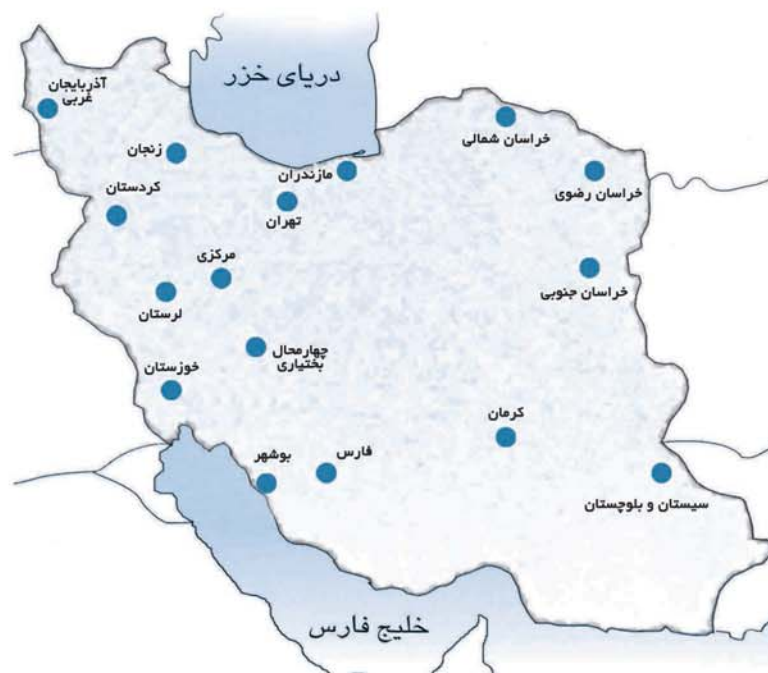 دریای خزر
آذربایجان
غربی
خراسان شمالی
زنجان
مازندران
خراسان رضوی
کردستان
تهران
مرکزی
خراسان جنوبی
لرستان
چهارمحال
بختیاری
خوزستان
کرمان
بوشهر
فارس
سیستان و بلوچستان
خلیج فارس